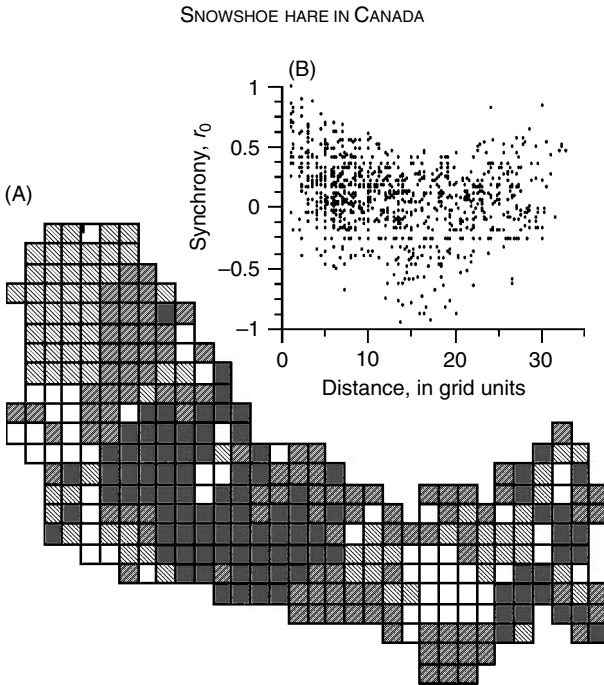 SNOWSHOE HARE IN CANADA
(B)
1
0.5
0
–0.5
–1
Synchrony, r0
0 10 20 30
Distance, in grid units
(A)